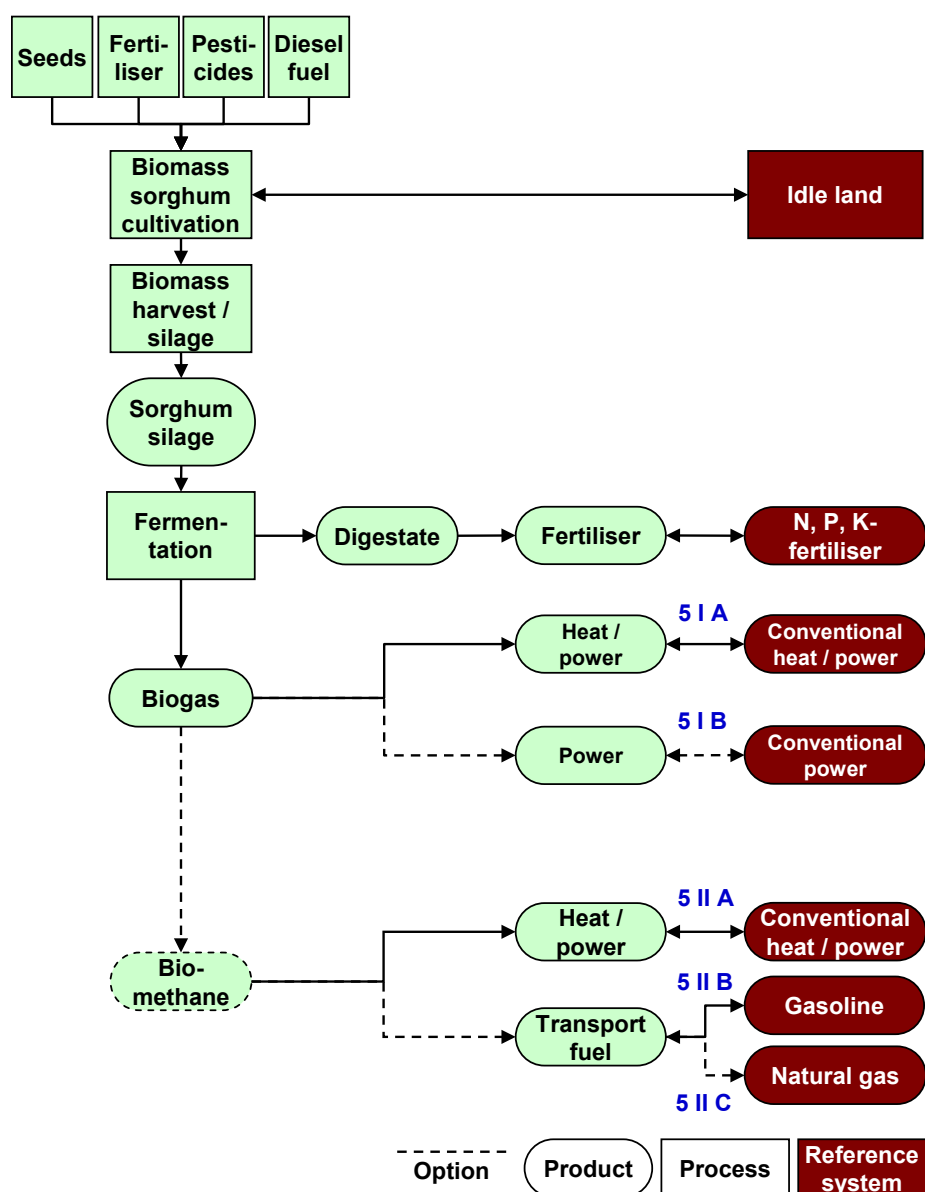 Seeds
Ferti-
liser
Pesti-
cides
Diesel
fuel
Biomass
sorghum
cultivation
Idle land
Biomass
harvest /
silage
Sorghum
silage
Fermen-
tation
Digestate
Fertiliser
N, P, K-
fertiliser
5 I A
Heat /
power
Conventional
heat / power
Biogas
5 I B
Power
Conventional
power
5 II A
Heat /
power
Conventional
heat / power
Bio-
methane
5 II B
Gasoline
Transport
fuel
Natural gas
5 II C
Option
Product
Process
Reference
system